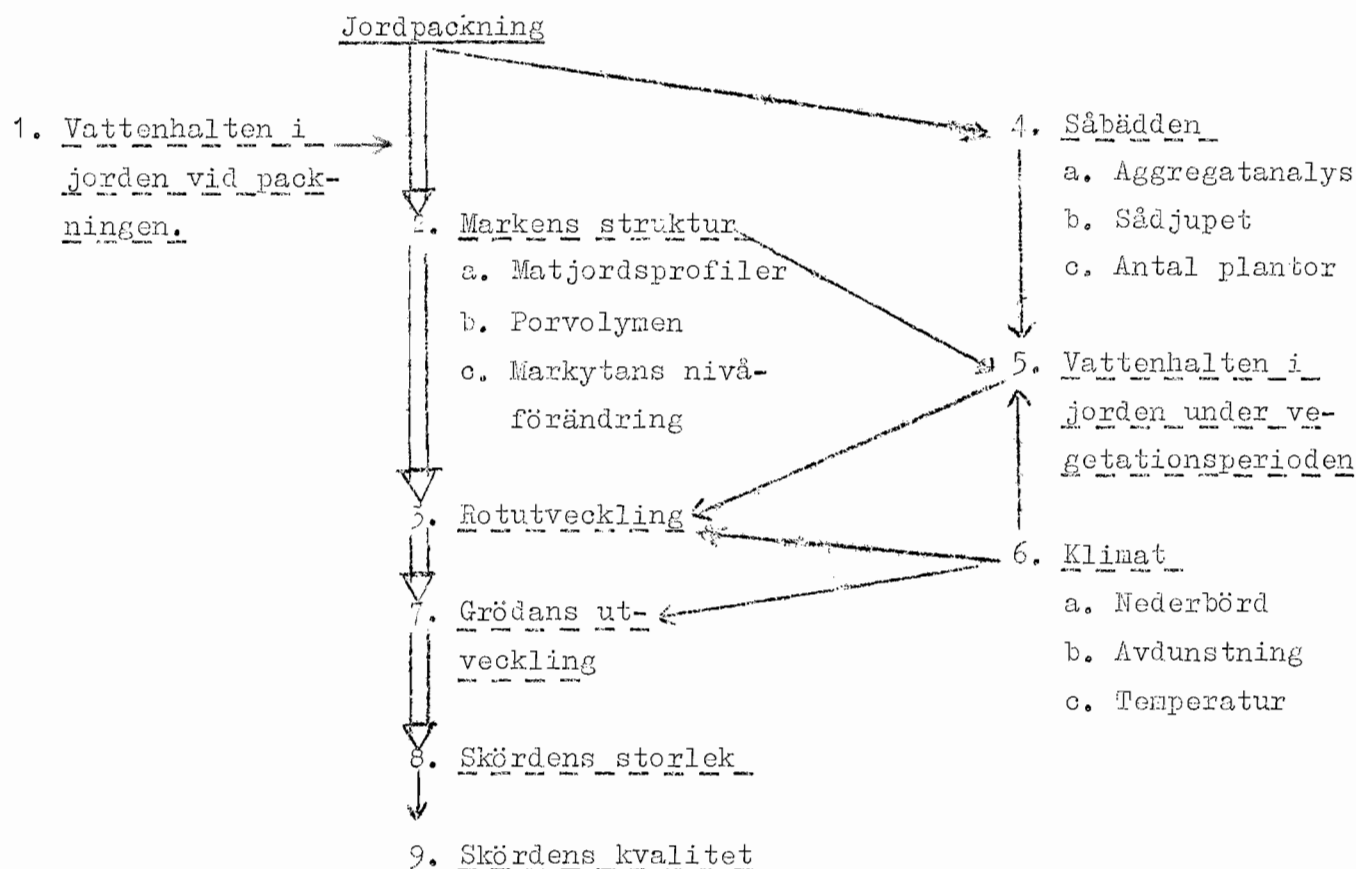 Jordpackning
1. Vattenhalten i
jorden vid pack-
ningen.
2. Markens struktur
a. Matjordsprofiler
b. Porvolymen
c. Markytans nivå-
förändring
3. Rotutveckling
7. Grödans ut-
veckling
8. Skördens storlek
9. Skördens kvalitet
4. Såbädden
a. Aggregatanalys
b. Sådjupet
c. Antal plantor
5. Vattenhalten i
jorden under ve-
getationsperioden
6. Klimat
a. Nederbörd
b. Avdunstning
c. Temperatur